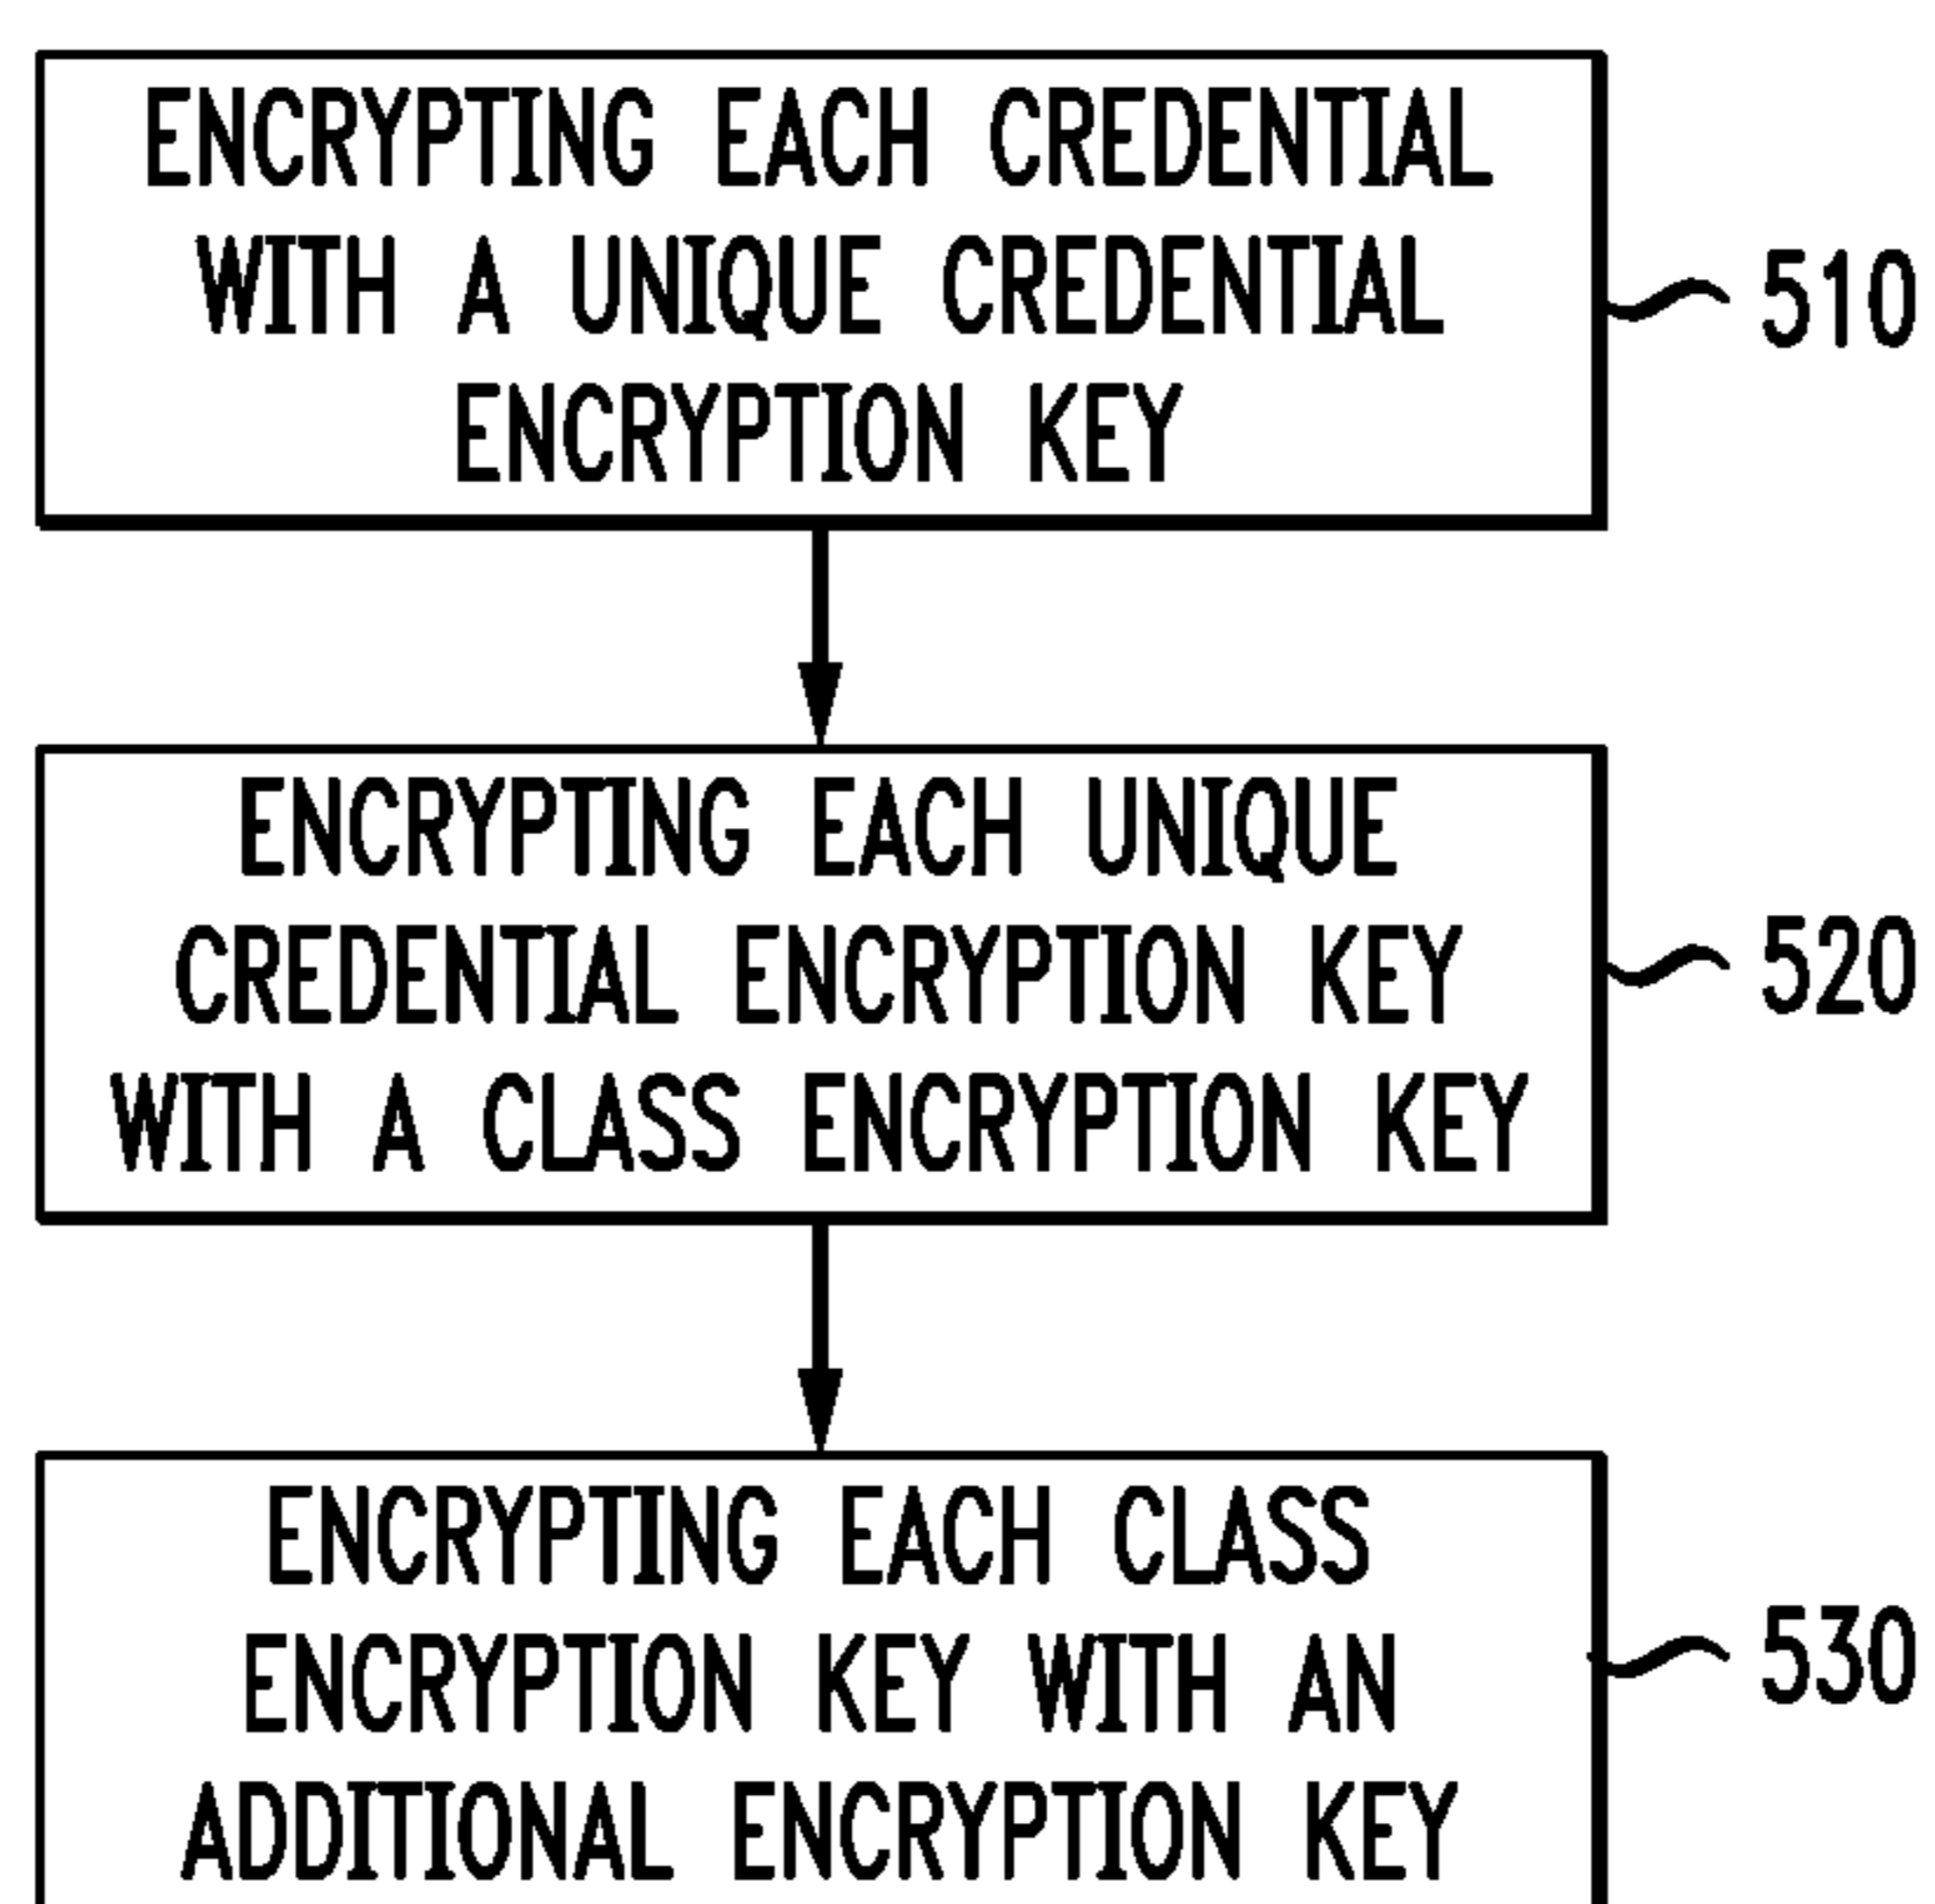 ENCRYPTING EACH CREDENTIAL
WITH A UNIQUE CREDENTIAL
ENCRYPTION KEY
510
ENCRYPTING EACH UNIQUE
CREDENTIAL ENCRYPTION KEY
WITH A CLASS ENCRYPTION KEY
520
ENCRYPTING EACH CLASS
ENCRYPTION KEY WITH AN
ADDITIONAL ENCRYPTION KEY
530